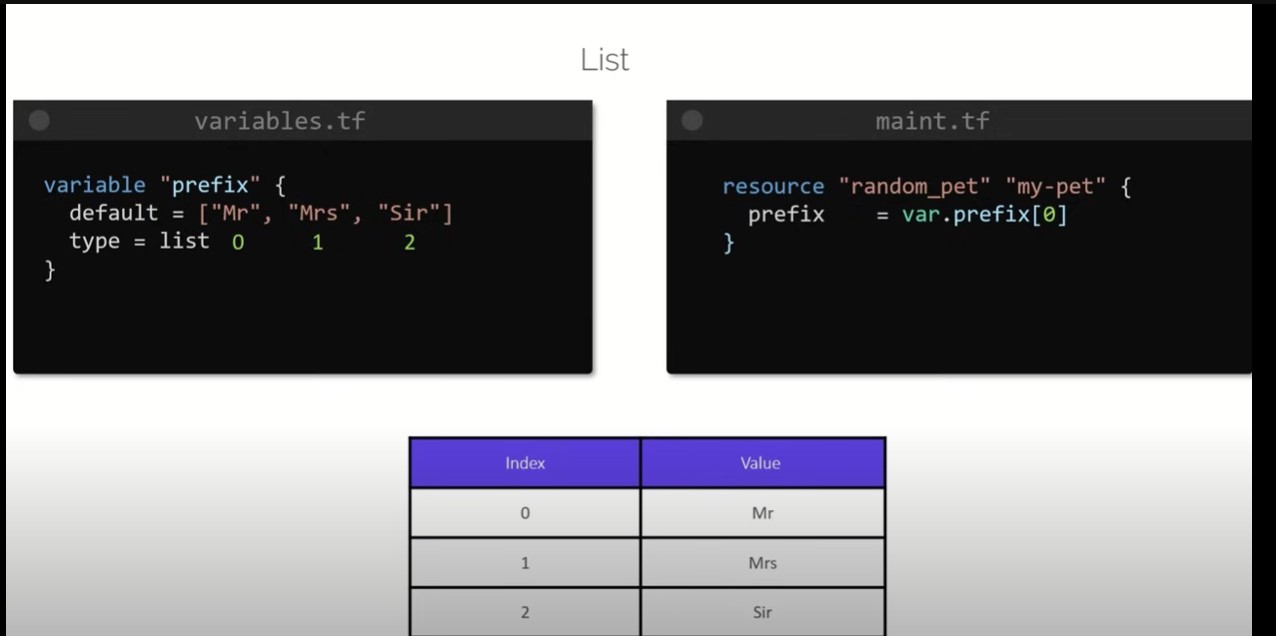 List
variables.tf
variable "prefix" {
  default = ["Mr", "Mrs", "Sir"]
  type = list 0 1 2
}
maint.tf
resource "random_pet" "my-pet" {
  prefix    = var.prefix[0]
}
Index Value
0 Mr
1 Mrs
2 Sir